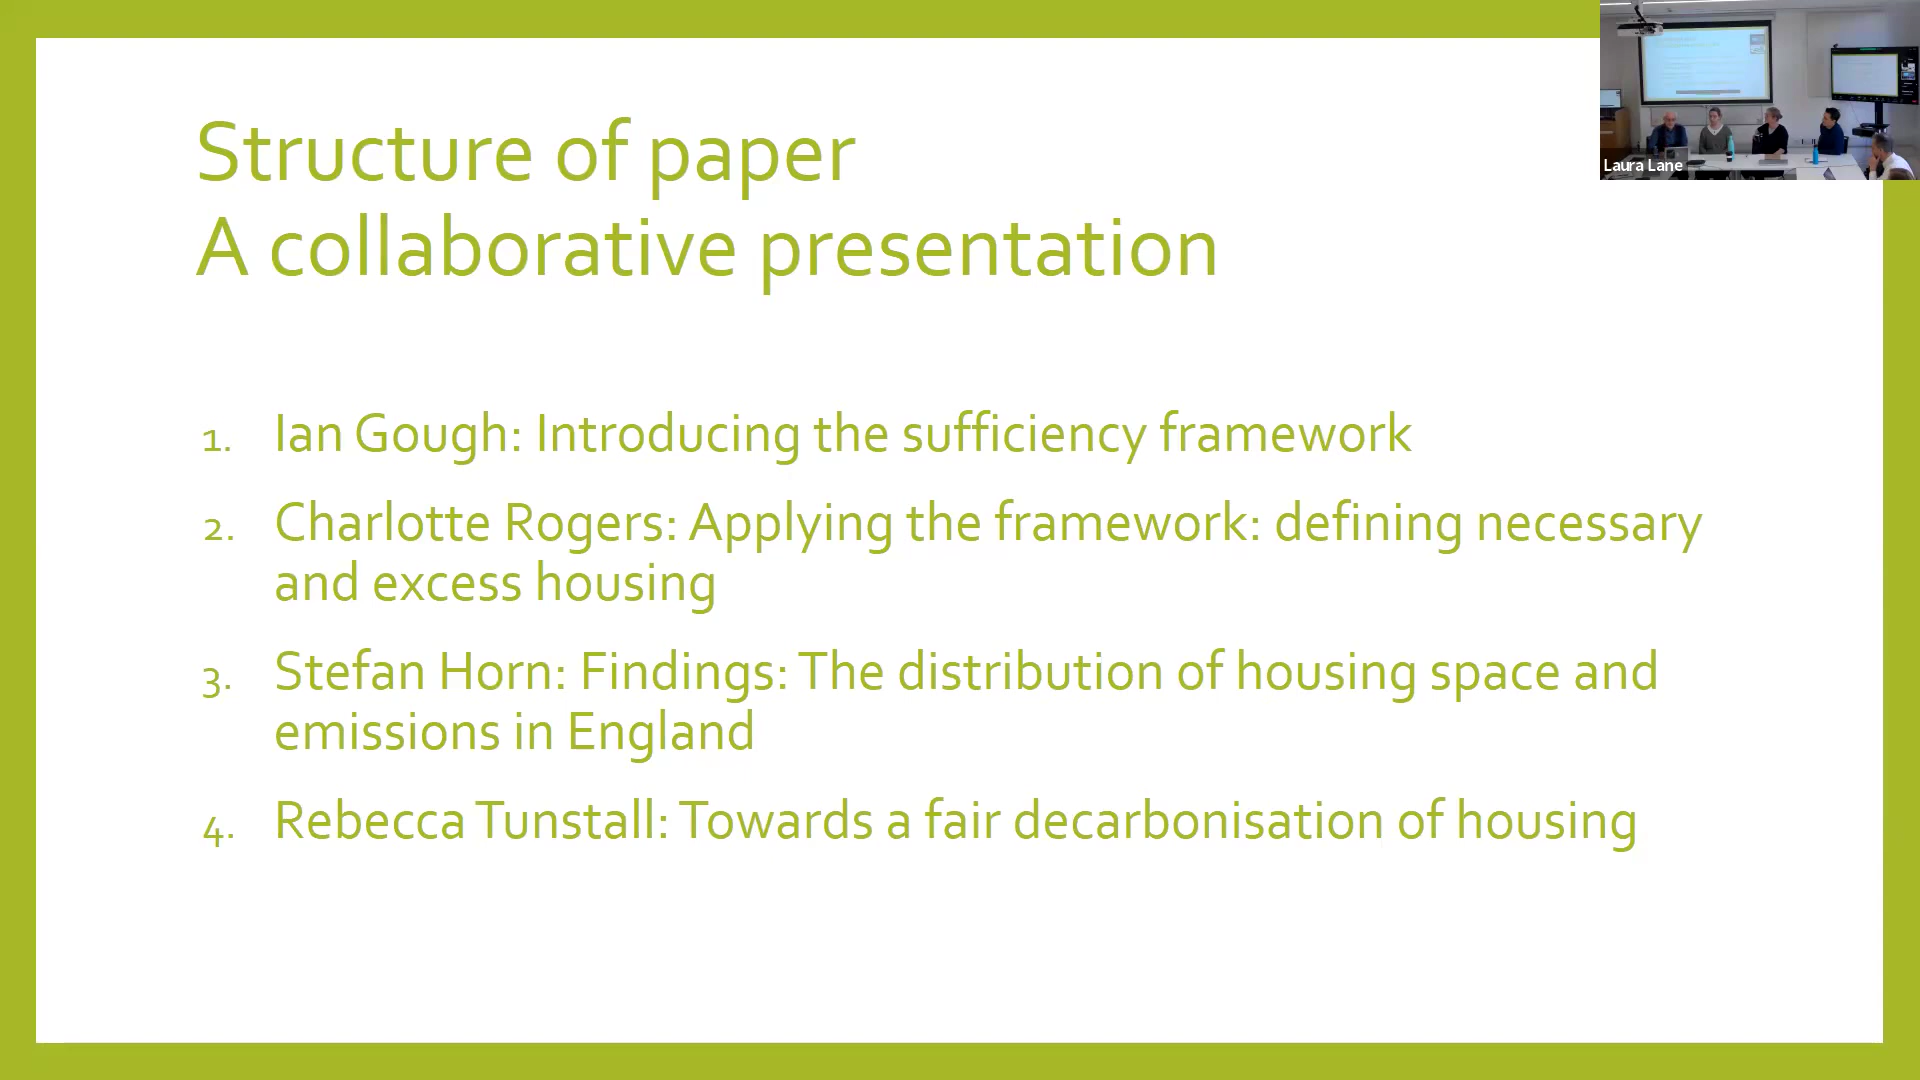 Structure of paper
A collaborative presentation
1. Ian Gough: Introducing the sufficiency framework
2. Charlotte Rogers: Applying the framework: defining necessary
and excess housing
3. Stefan Horn: Findings: The distribution of housing space and
emissions in England
4. Rebecca Tunstall: Towards a fair decarbonisation of housing
Laura Lane